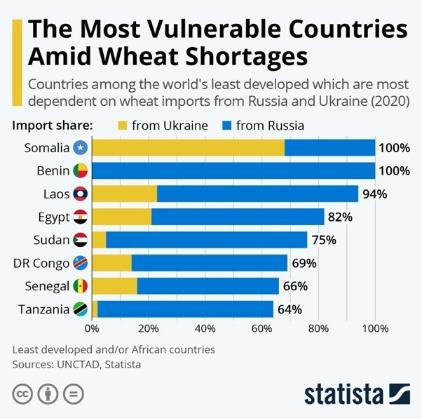 The Most Vulnerable Countries
Amid Wheat Shortages
Countries among the world's least developed which are most
dependent on wheat imports from Russia and Ukraine (2020)
Import share: from Ukraine from Russia
Somalia 100%
Benin 100%
Laos 94%
Egypt 82%
Sudan 75%
DR Congo 69%
Senegal 66%
Tanzania 64%
0% 20% 40% 60% 80% 100%
Least developed and/or African countries
Sources: UNCTAD, Statista
cc
statista